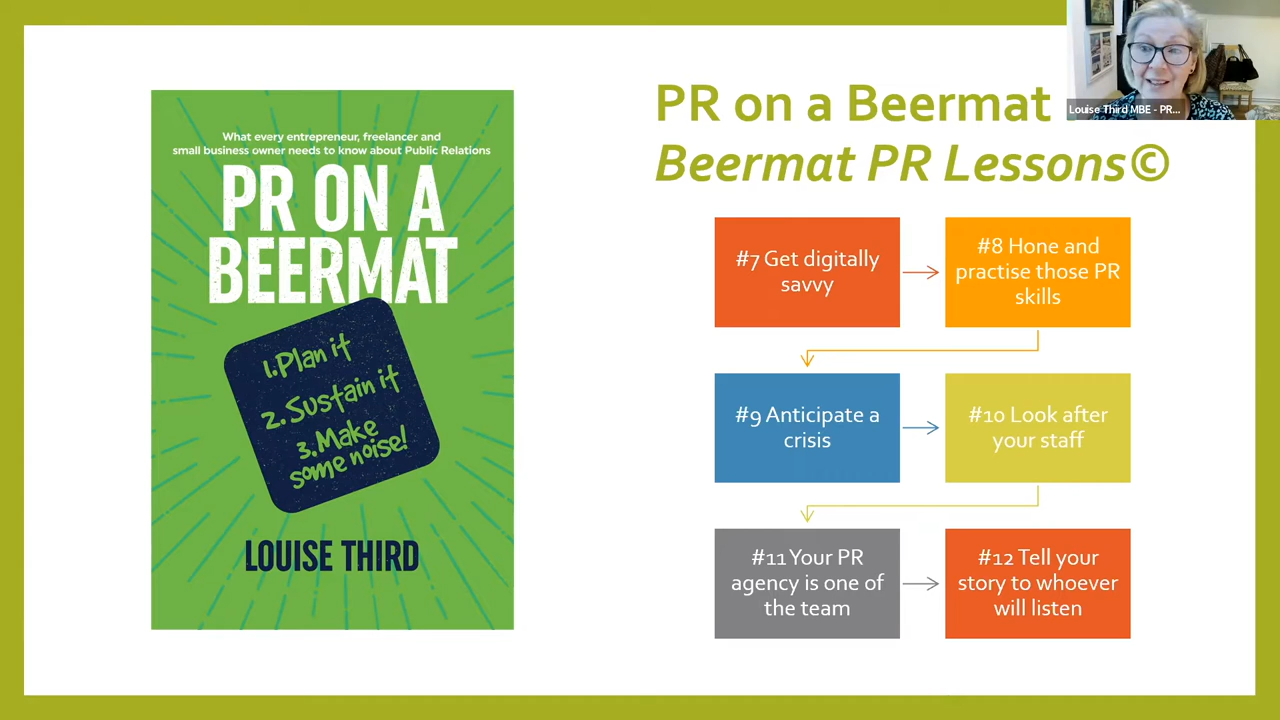 What every entrepreneur, freelancer and
small business owner needs to know about Public Relations
PR ON A
BEERMAT
1. Plan it
2. Sustain it
3. Make
some noise!
LOUISE THIRD
PR on a Beermat
Beermat PR Lessons©
Louise Third MBE - PR...
#7 Get digitally
savvy
#8 Hone and
practise those PR
skills
#9 Anticipate a
crisis
#10 Look after
your staff
#11 Your PR
agency is one of
the team
#12 Tell your
story to whoever
will listen